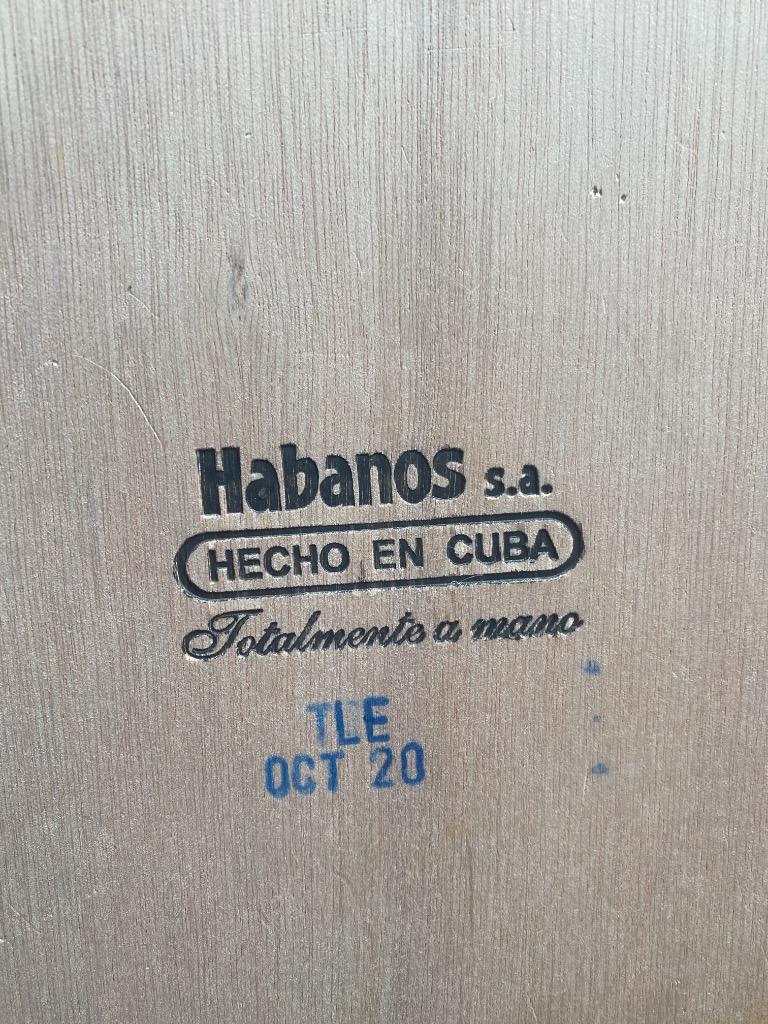 Habanos s.a.
HECHO EN CUBA
Totalmente a mano
TLE
OCT 20